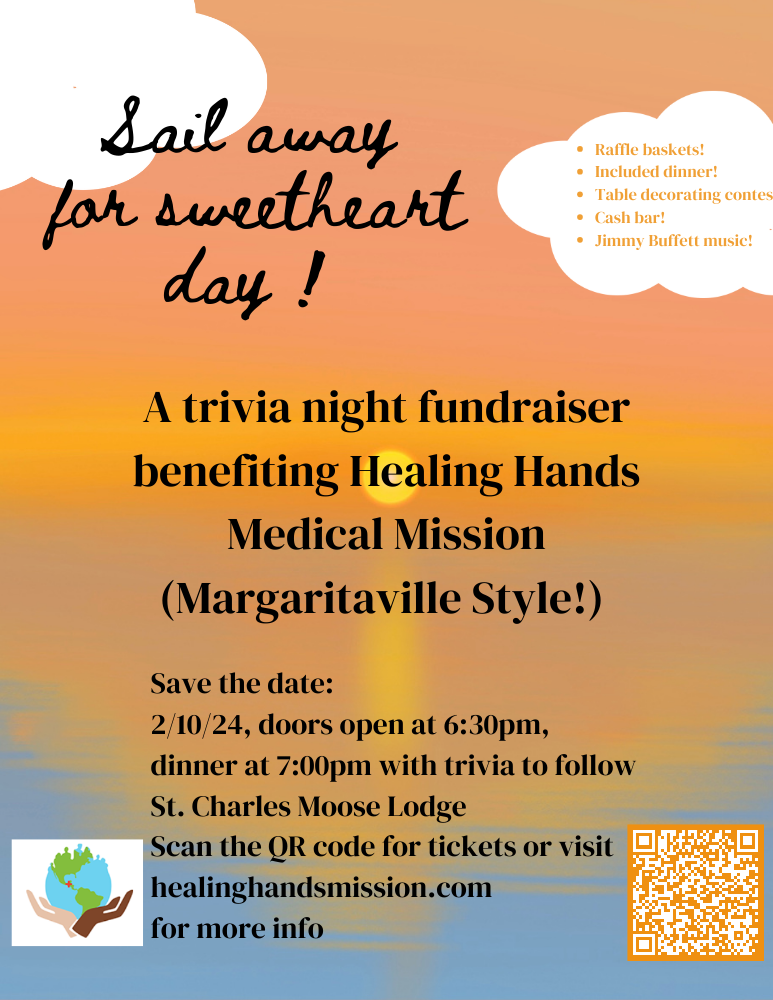 Sail away
for sweetheart
day !
Raffle baskets!
Included dinner!
Table decorating contes
Cash bar!
Jimmy Buffett music!
A trivia night fundraiser
benefiting Healing Hands
Medical Mission
(Margaritaville Style!)
Save the date:
2/10/24, doors open at 6:30pm,
dinner at 7:00pm with trivia to follow
St. Charles Moose Lodge
Scan the QR code for tickets or visit
healinghandsmission.com
for more info